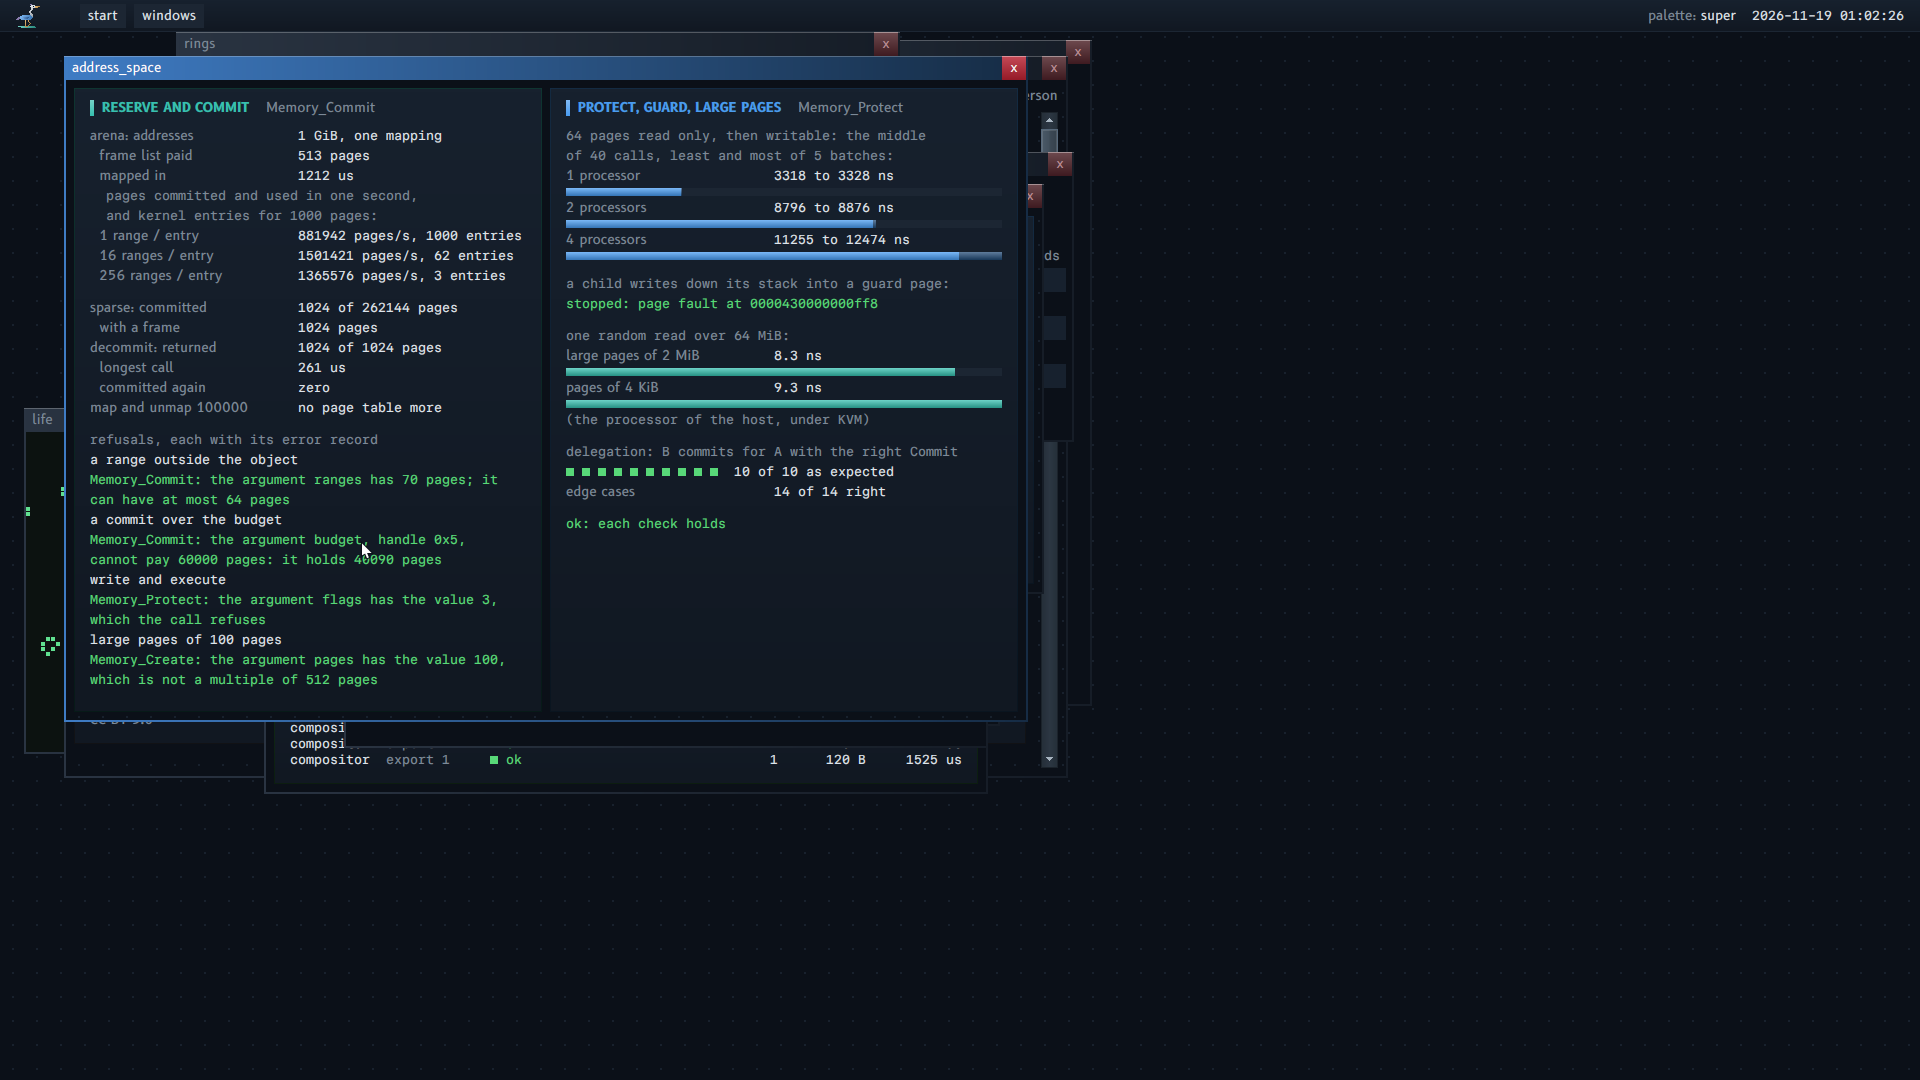 start windows palette: super 2026-11-19 01:02:26
rings x
x
address_space x x
erson
RESERVE AND COMMIT Memory_Commit
arena: addresses 1 GiB, one mapping
frame list paid 513 pages
mapped in 1212 us
pages committed and used in one second,
and kernel entries for 1000 pages:
1 range / entry 881942 pages/s, 1000 entries
16 ranges / entry 1501421 pages/s, 62 entries
256 ranges / entry 1365576 pages/s, 3 entries
sparse: committed 1024 of 262144 pages
with a frame 1024 pages
decommit: returned 1024 of 1024 pages
longest call 261 us
committed again zero
map and unmap 100000 no page table more
refusals, each with its error record
a range outside the object
Memory_Commit: the argument ranges has 70 pages; it
can have at most 64 pages
a commit over the budget
Memory_Commit: the argument budget, handle 0x5,
cannot pay 60000 pages: it holds 40090 pages
write and execute
Memory_Protect: the argument flags has the value 3,
which the call refuses
large pages of 100 pages
Memory_Create: the argument pages has the value 100,
which is not a multiple of 512 pages
PROTECT, GUARD, LARGE PAGES Memory_Protect
64 pages read only, then writable: the middle
of 40 calls, least and most of 5 batches:
1 processor 3318 to 3328 ns
2 processors 8796 to 8876 ns
4 processors 11255 to 12474 ns
a child writes down its stack into a guard page:
stopped: page fault at 0000430000000ff8
one random read over 64 MiB:
large pages of 2 MiB 8.3 ns
pages of 4 KiB 9.3 ns
(the processor of the host, under KVM)
delegation: B commits for A with the right Commit
10 of 10 as expected
edge cases 14 of 14 right
ok: each check holds
x
x
ds
life
composi
composi
compositor export 1 ok 1 120 B 1525 us